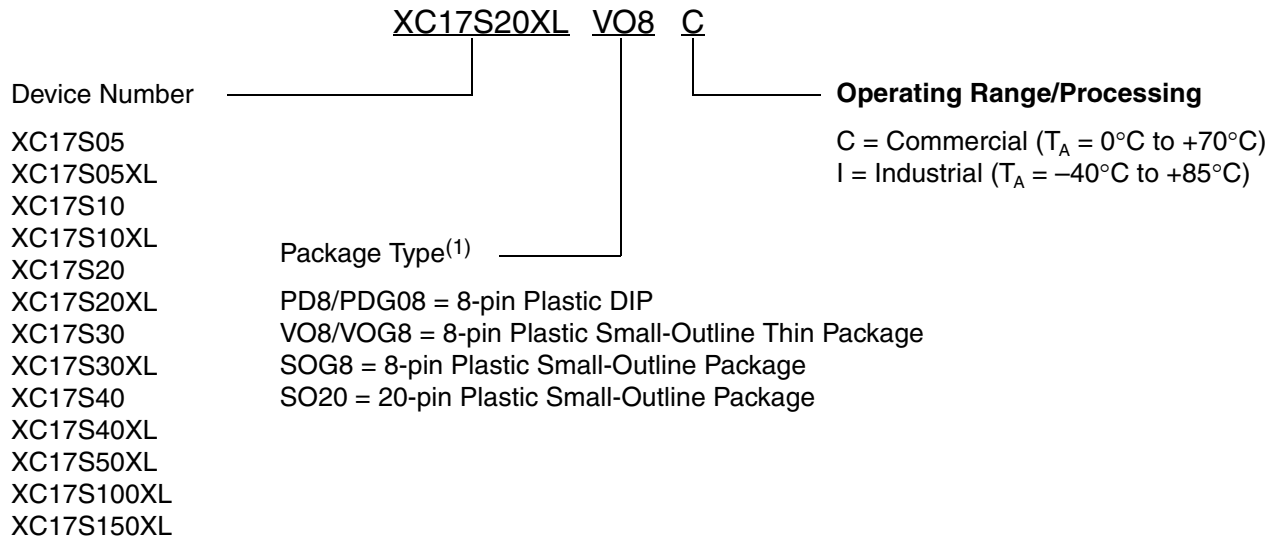 XC17S20XL VO8 C
Device Number
XC17S05
XC17S05XL
XC17S10
XC17S10XL
XC17S20
XC17S20XL
XC17S30
XC17S30XL
XC17S40
XC17S40XL
XC17S50XL
XC17S100XL
XC17S150XL
Package Type(1)
PD8/PDG08 = 8-pin Plastic DIP
VO8/VOG8 = 8-pin Plastic Small-Outline Thin Package
SOG8 = 8-pin Plastic Small-Outline Package
SO20 = 20-pin Plastic Small-Outline Package
Operating Range/Processing
C = Commercial (TA = 0°C to +70°C)
I = Industrial (TA = –40°C to +85°C)